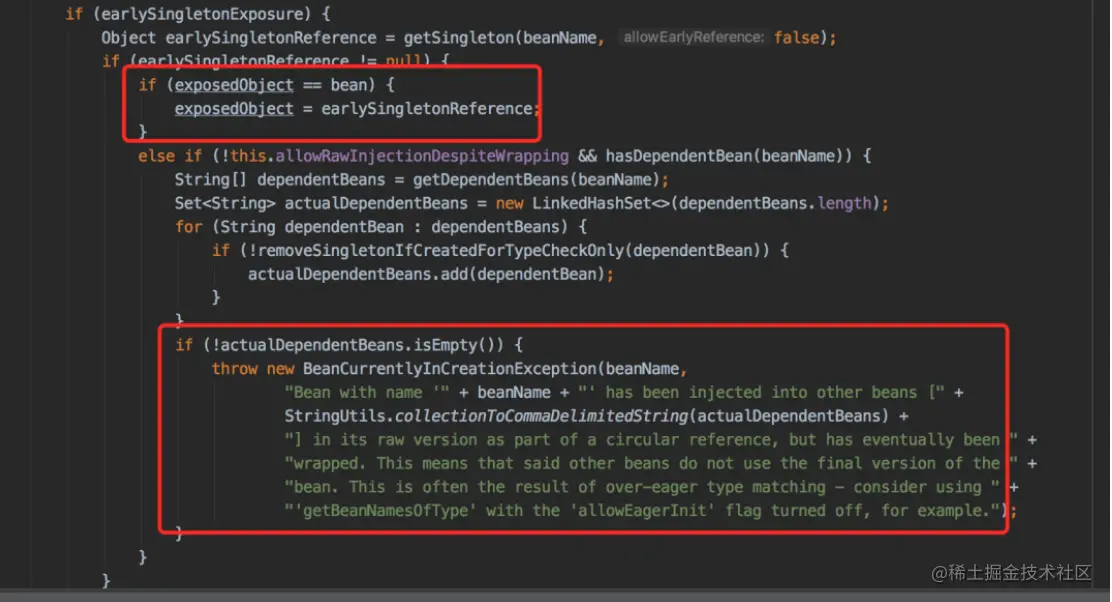 if (earlySingletonExposure) {
Object earlySingletonReference = getSingleton(beanName, allowEarlyReference: false);
if (earlySingletonReference != null) {
if (exposedObject == bean) {
exposedObject = earlySingletonReference;
}
else if (!this.allowRawInjectionDespiteWrapping && hasDependentBean(beanName)) {
String[] dependentBeans = getDependentBeans(beanName);
Set<String> actualDependentBeans = new LinkedHashSet<>(dependentBeans.length);
for (String dependentBean : dependentBeans) {
if (!removeSingletonIfCreatedForTypeCheckOnly(dependentBean)) {
actualDependentBeans.add(dependentBean);
}
}
if (!actualDependentBeans.isEmpty()) {
throw new BeanCurrentlyInCreationException(beanName,
"Bean with name '" + beanName + "' has been injected into other beans [" +
StringUtils.collectionToCommaDelimitedString(actualDependentBeans) +
"] in its raw version as part of a circular reference, but has eventually been " +
"wrapped. This means that said other beans do not use the final version of the " +
"bean. This is often the result of over-eager type matching - consider using " +
"'getBeanNamesOfType' with the 'allowEagerInit' flag turned off, for example.");
}
}
}
@稀土掘金技术社区